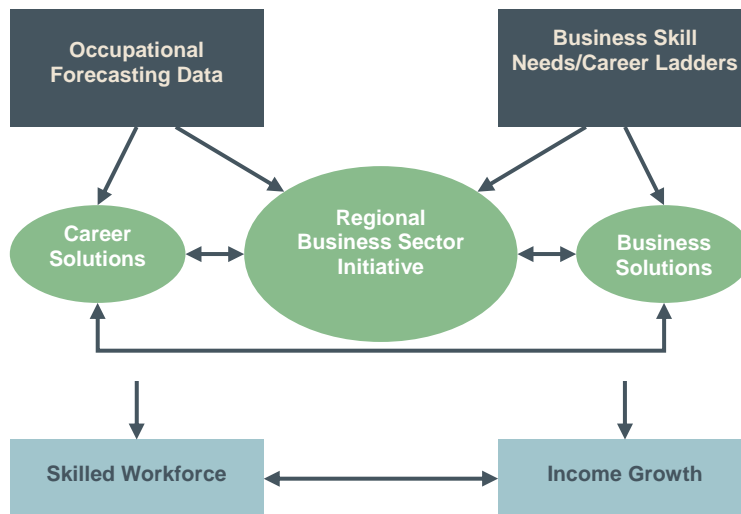 Occupational
Forecasting Data
Business Skill
Needs/Career Ladders
Career
Solutions
Regional
Business Sector
Initiative
Business
Solutions
Skilled Workforce
Income Growth